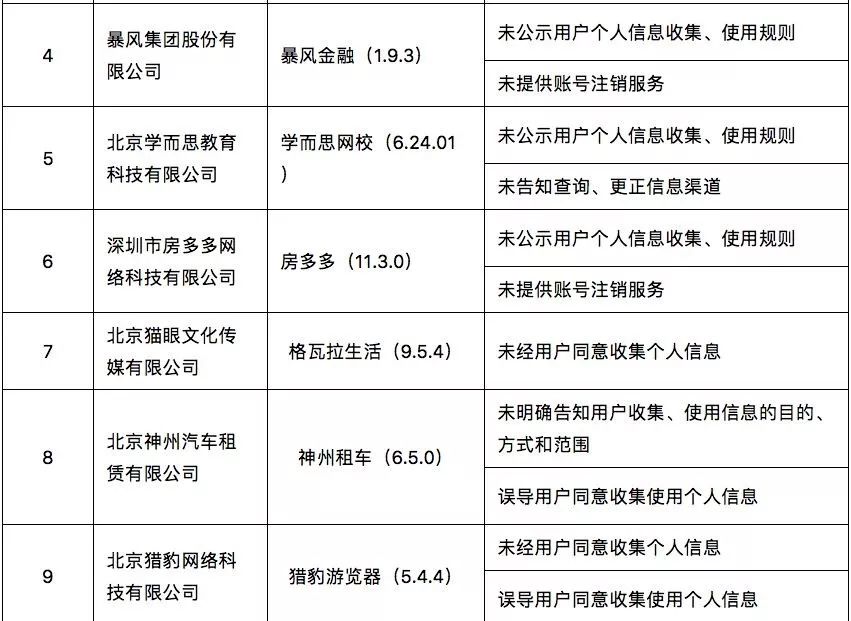 4
暴风集团股份有
限公司
暴风金融（1.9.3）
未公示用户个人信息收集、使用规则
未提供账号注销服务
5
北京学而思教育
科技有限公司
学而思网校（6.24.01
）
未公示用户个人信息收集、使用规则
未告知查询、更正信息渠道
6
深圳市房多多网
络科技有限公司
房多多（11.3.0）
未公示用户个人信息收集、使用规则
未提供账号注销服务
7
北京猫眼文化传
媒有限公司
格瓦拉生活（9.5.4）
未经用户同意收集个人信息
8
北京神州汽车租
赁有限公司
神州租车（6.5.0）
未明确告知用户收集、使用信息的目的、
方式和范围
误导用户同意收集使用个人信息
9
北京猎豹网络科
技有限公司
猎豹游览器（5.4.4）
未经用户同意收集个人信息
误导用户同意收集使用个人信息